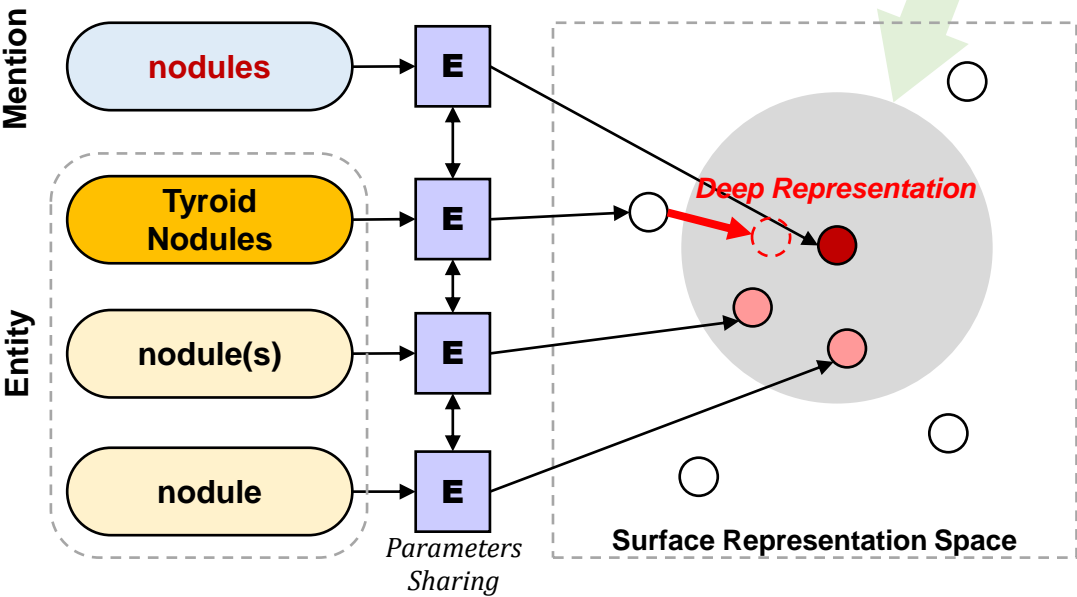 Mention
nodules
E
Tyroid
Nodules
E
Deep Representation
Entity
nodule(s)
E
nodule
E
Parameters
Sharing
Surface Representation Space